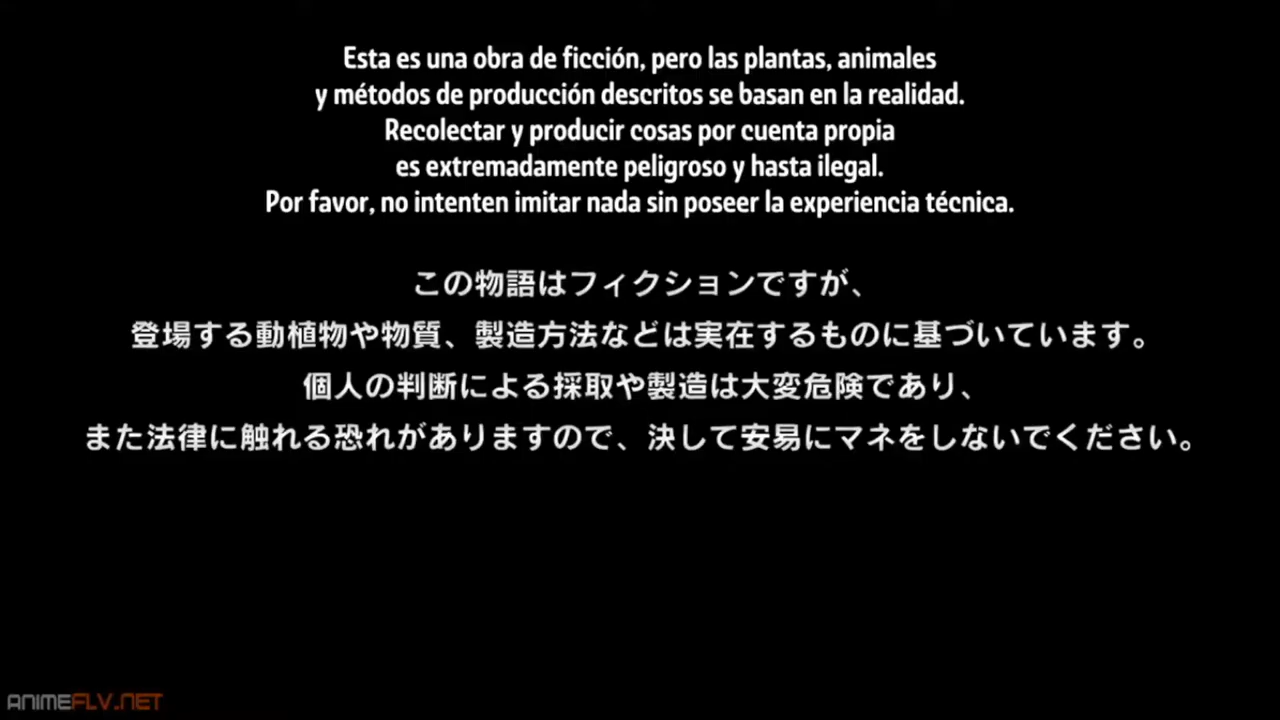 Esta es una obra de ficción, pero las plantas, animales
y métodos de producción descritos se basan en la realidad.
Recolectar y producir cosas por cuenta propia
es extremadamente peligroso y hasta ilegal.
Por favor, no intenten imitar nada sin poseer la experiencia técnica.
この物語はフィクションですが、
登場する動植物や物質、製造方法などは実在するものに基づいています。
個人の判断による採取や製造は大変危険であり、
また法律に触れる恐れがありますので、決して安易にマネをしないでください。
ANIMEFLV.NET